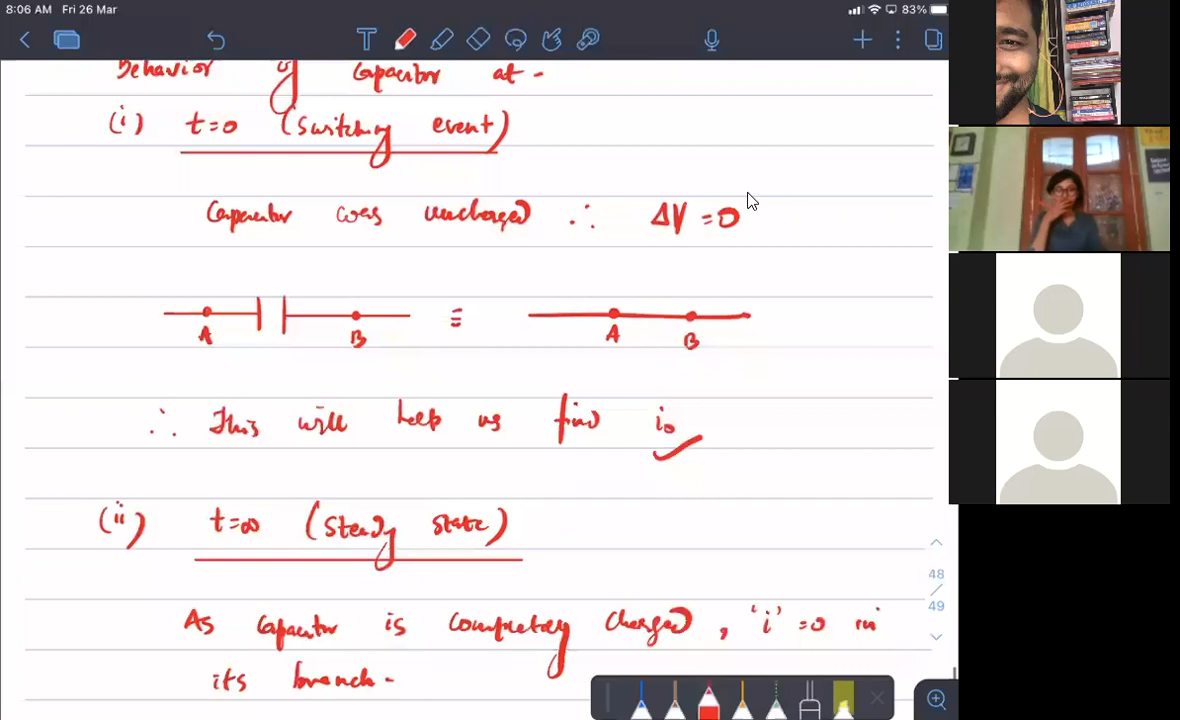 8:06 AM Fri 26 Mar
83%
Behavior of Capacitor at -
(i) t=0 (Switching event)
Capacitor was uncharged ∴ ΔV = 0
A B ≡ A B
∴ This will help us find i₀
(ii) t=∞ (Steady state)
48
/
49
As Capacitor is completely charged, 'i' = 0 in
its branch -